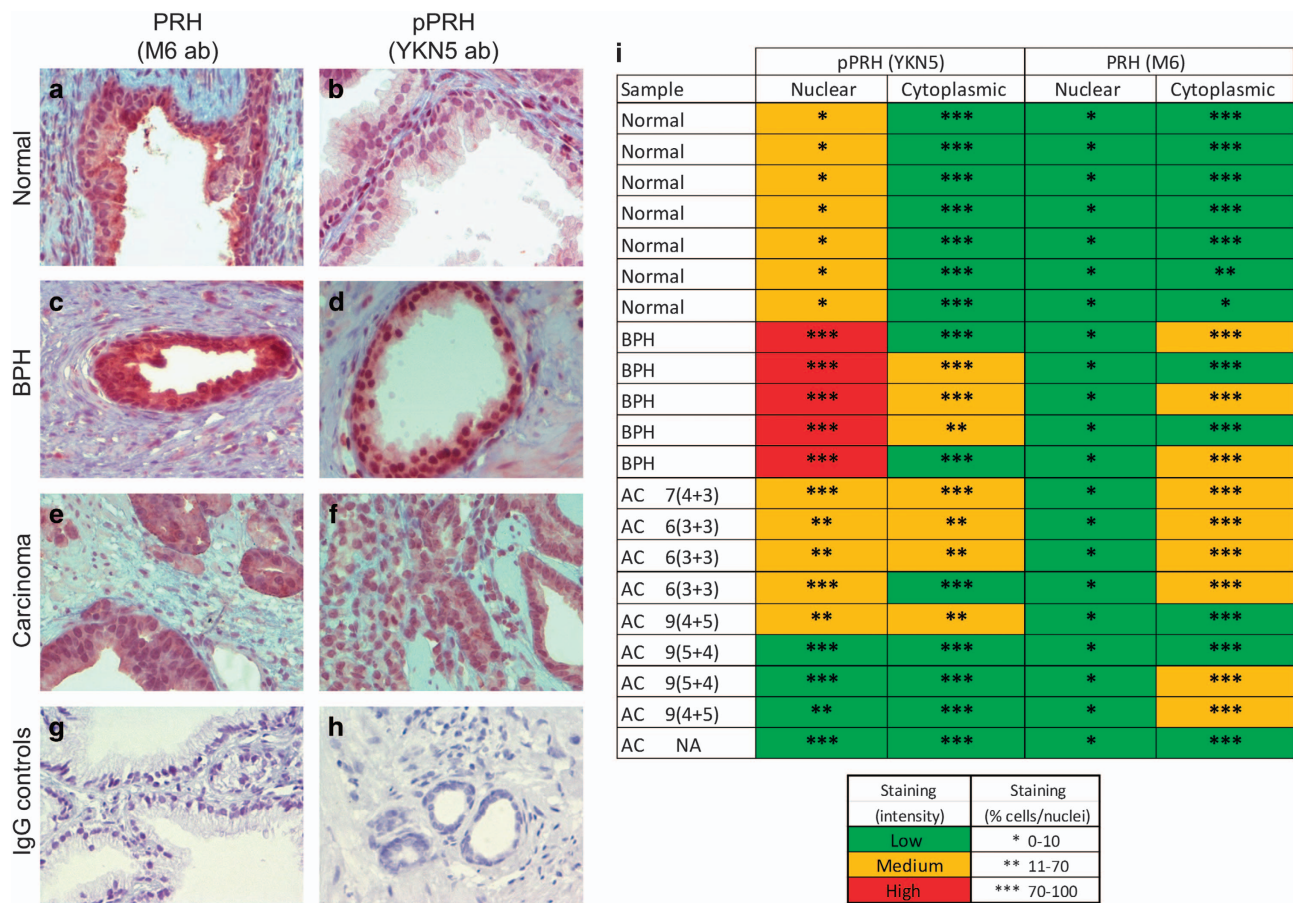 PRH
(M6 ab)
pPRH
(YKN5 ab)
Normal
a
b
BPH
c
d
Carcinoma
e
f
IgG controls
g
h
i
pPRH (YKN5) PRH (M6)
Sample Nuclear Cytoplasmic Nuclear Cytoplasmic
Normal * *** * ***
Normal * *** * ***
Normal * *** * ***
Normal * *** * ***
Normal * *** * ***
Normal * *** * **
Normal * *** * *
BPH *** *** * ***
BPH *** *** * ***
BPH *** *** * ***
BPH *** ** * ***
BPH *** *** * ***
AC 7(4+3) *** *** * ***
AC 6(3+3) ** ** * ***
AC 6(3+3) ** ** * ***
AC 6(3+3) *** *** * ***
AC 9(4+5) ** ** * ***
AC 9(5+4) *** *** * ***
AC 9(5+4) *** *** * ***
AC 9(4+5) ** *** * ***
AC NA *** *** * ***
Staining Staining
(intensity) (% cells/nuclei)
Low * 0-10
Medium ** 11-70
High *** 70-100